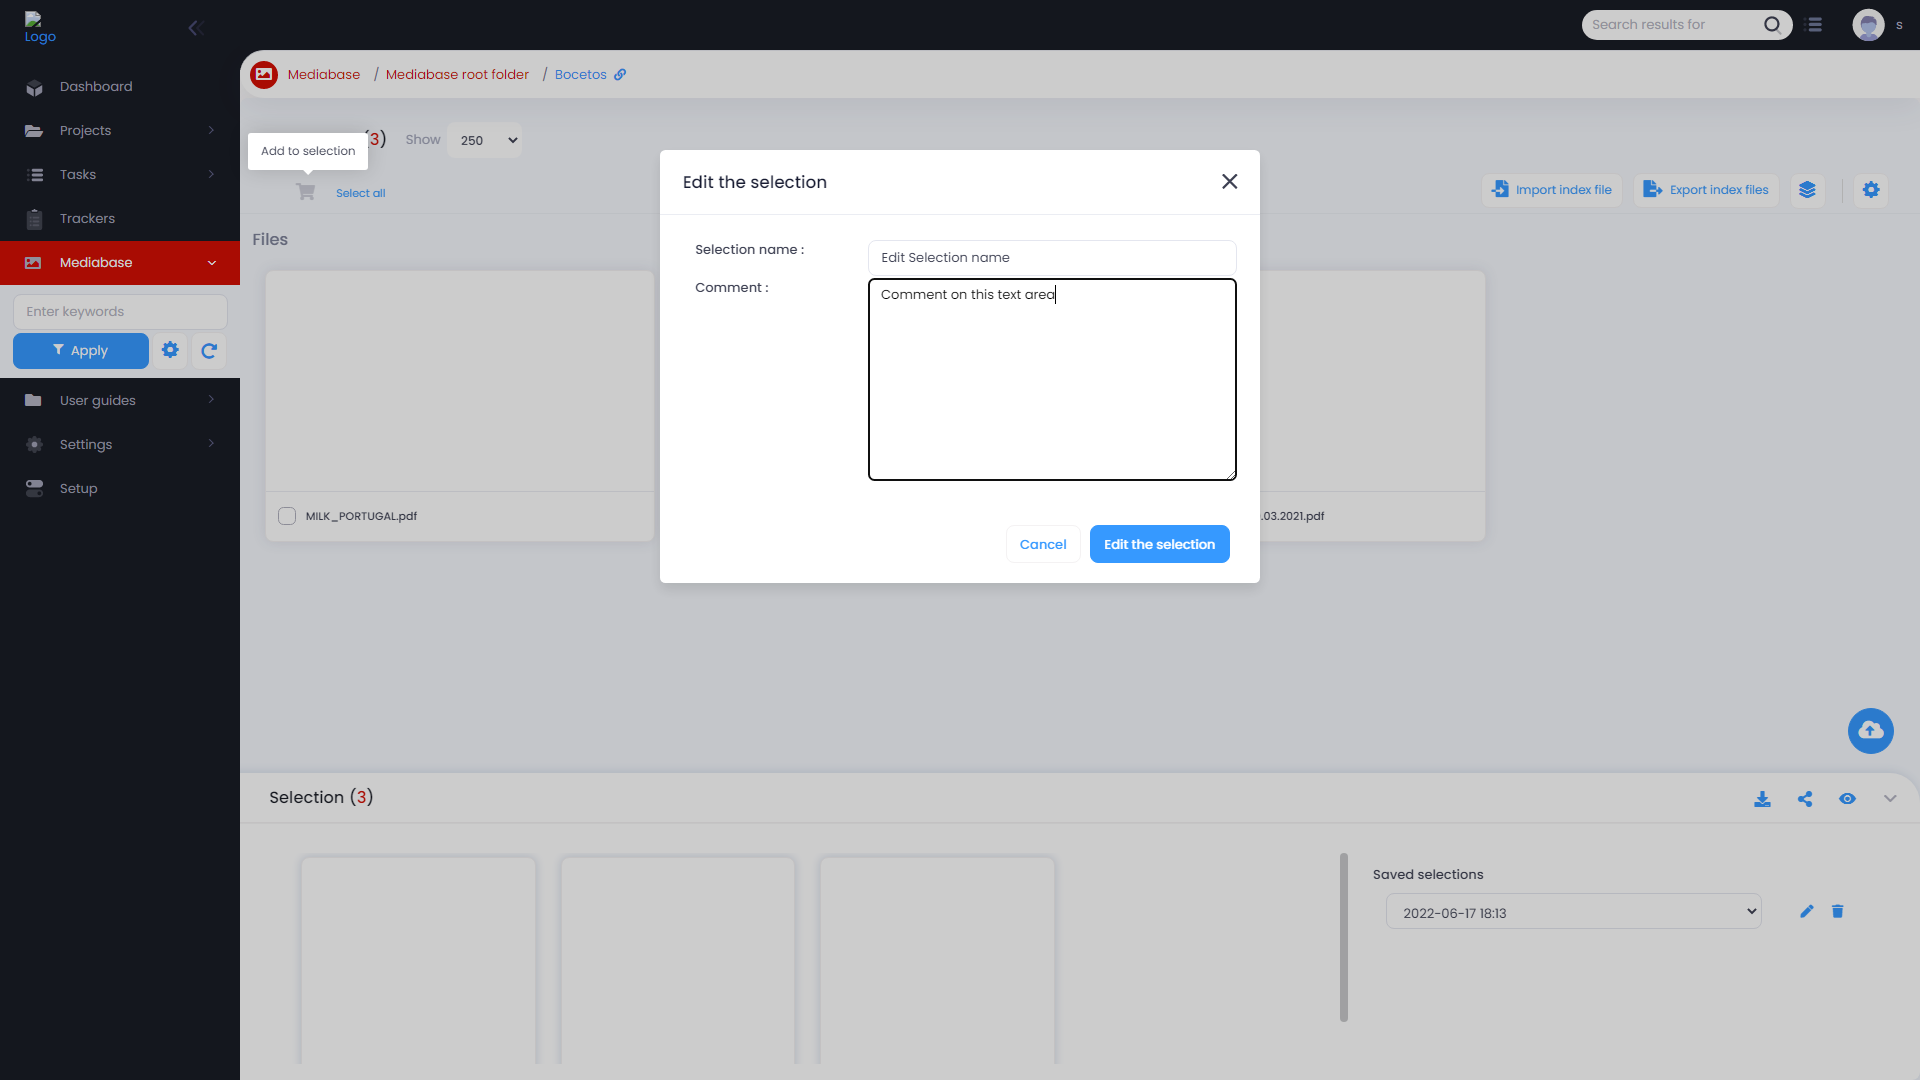 Logo
Search results for
s
Dashboard
Projects
Tasks
Trackers
Mediabase
Enter keywords
Apply
User guides
Settings
Setup
Mediabase / Mediabase root folder / Bocetos
(3) Show 250
Add to selection
Select all
Import index file
Export index files
Files
MILK_PORTUGAL.pdf
.03.2021.pdf
Edit the selection
Selection name :
Edit Selection name
Comment :
Comment on this text area
Cancel
Edit the selection
Selection (3)
Saved selections
2022-06-17 18:13